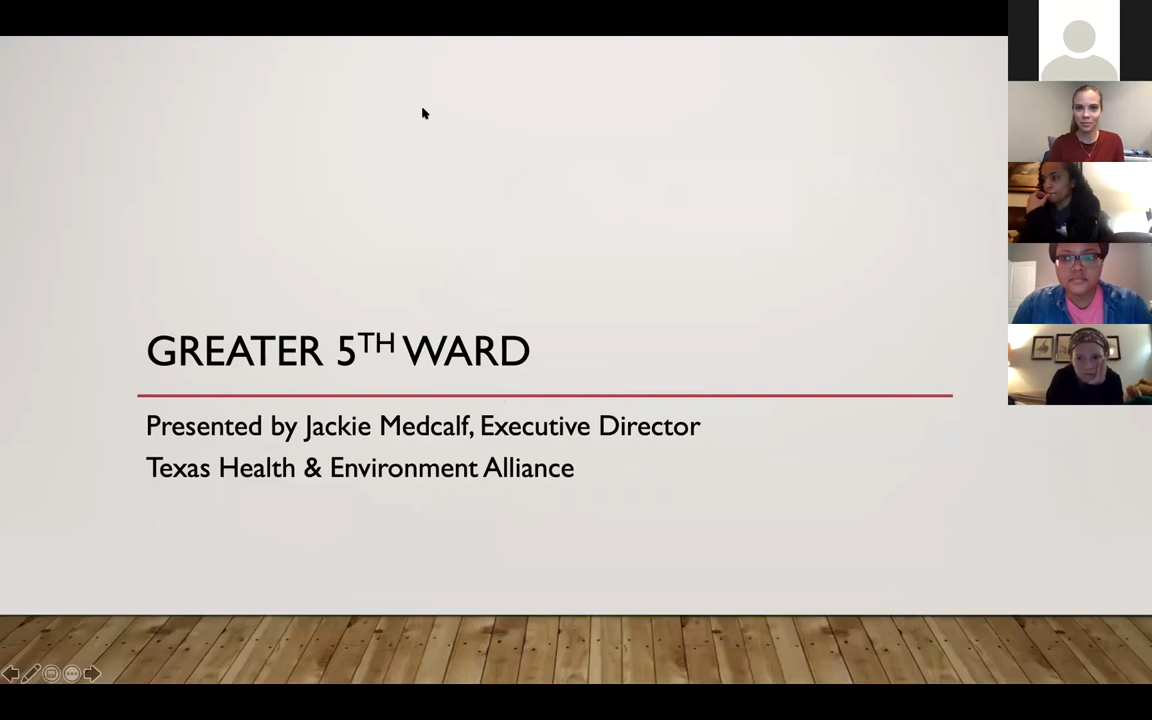 GREATER 5TH WARD
Presented by Jackie Medcalf, Executive Director
Texas Health & Environment Alliance